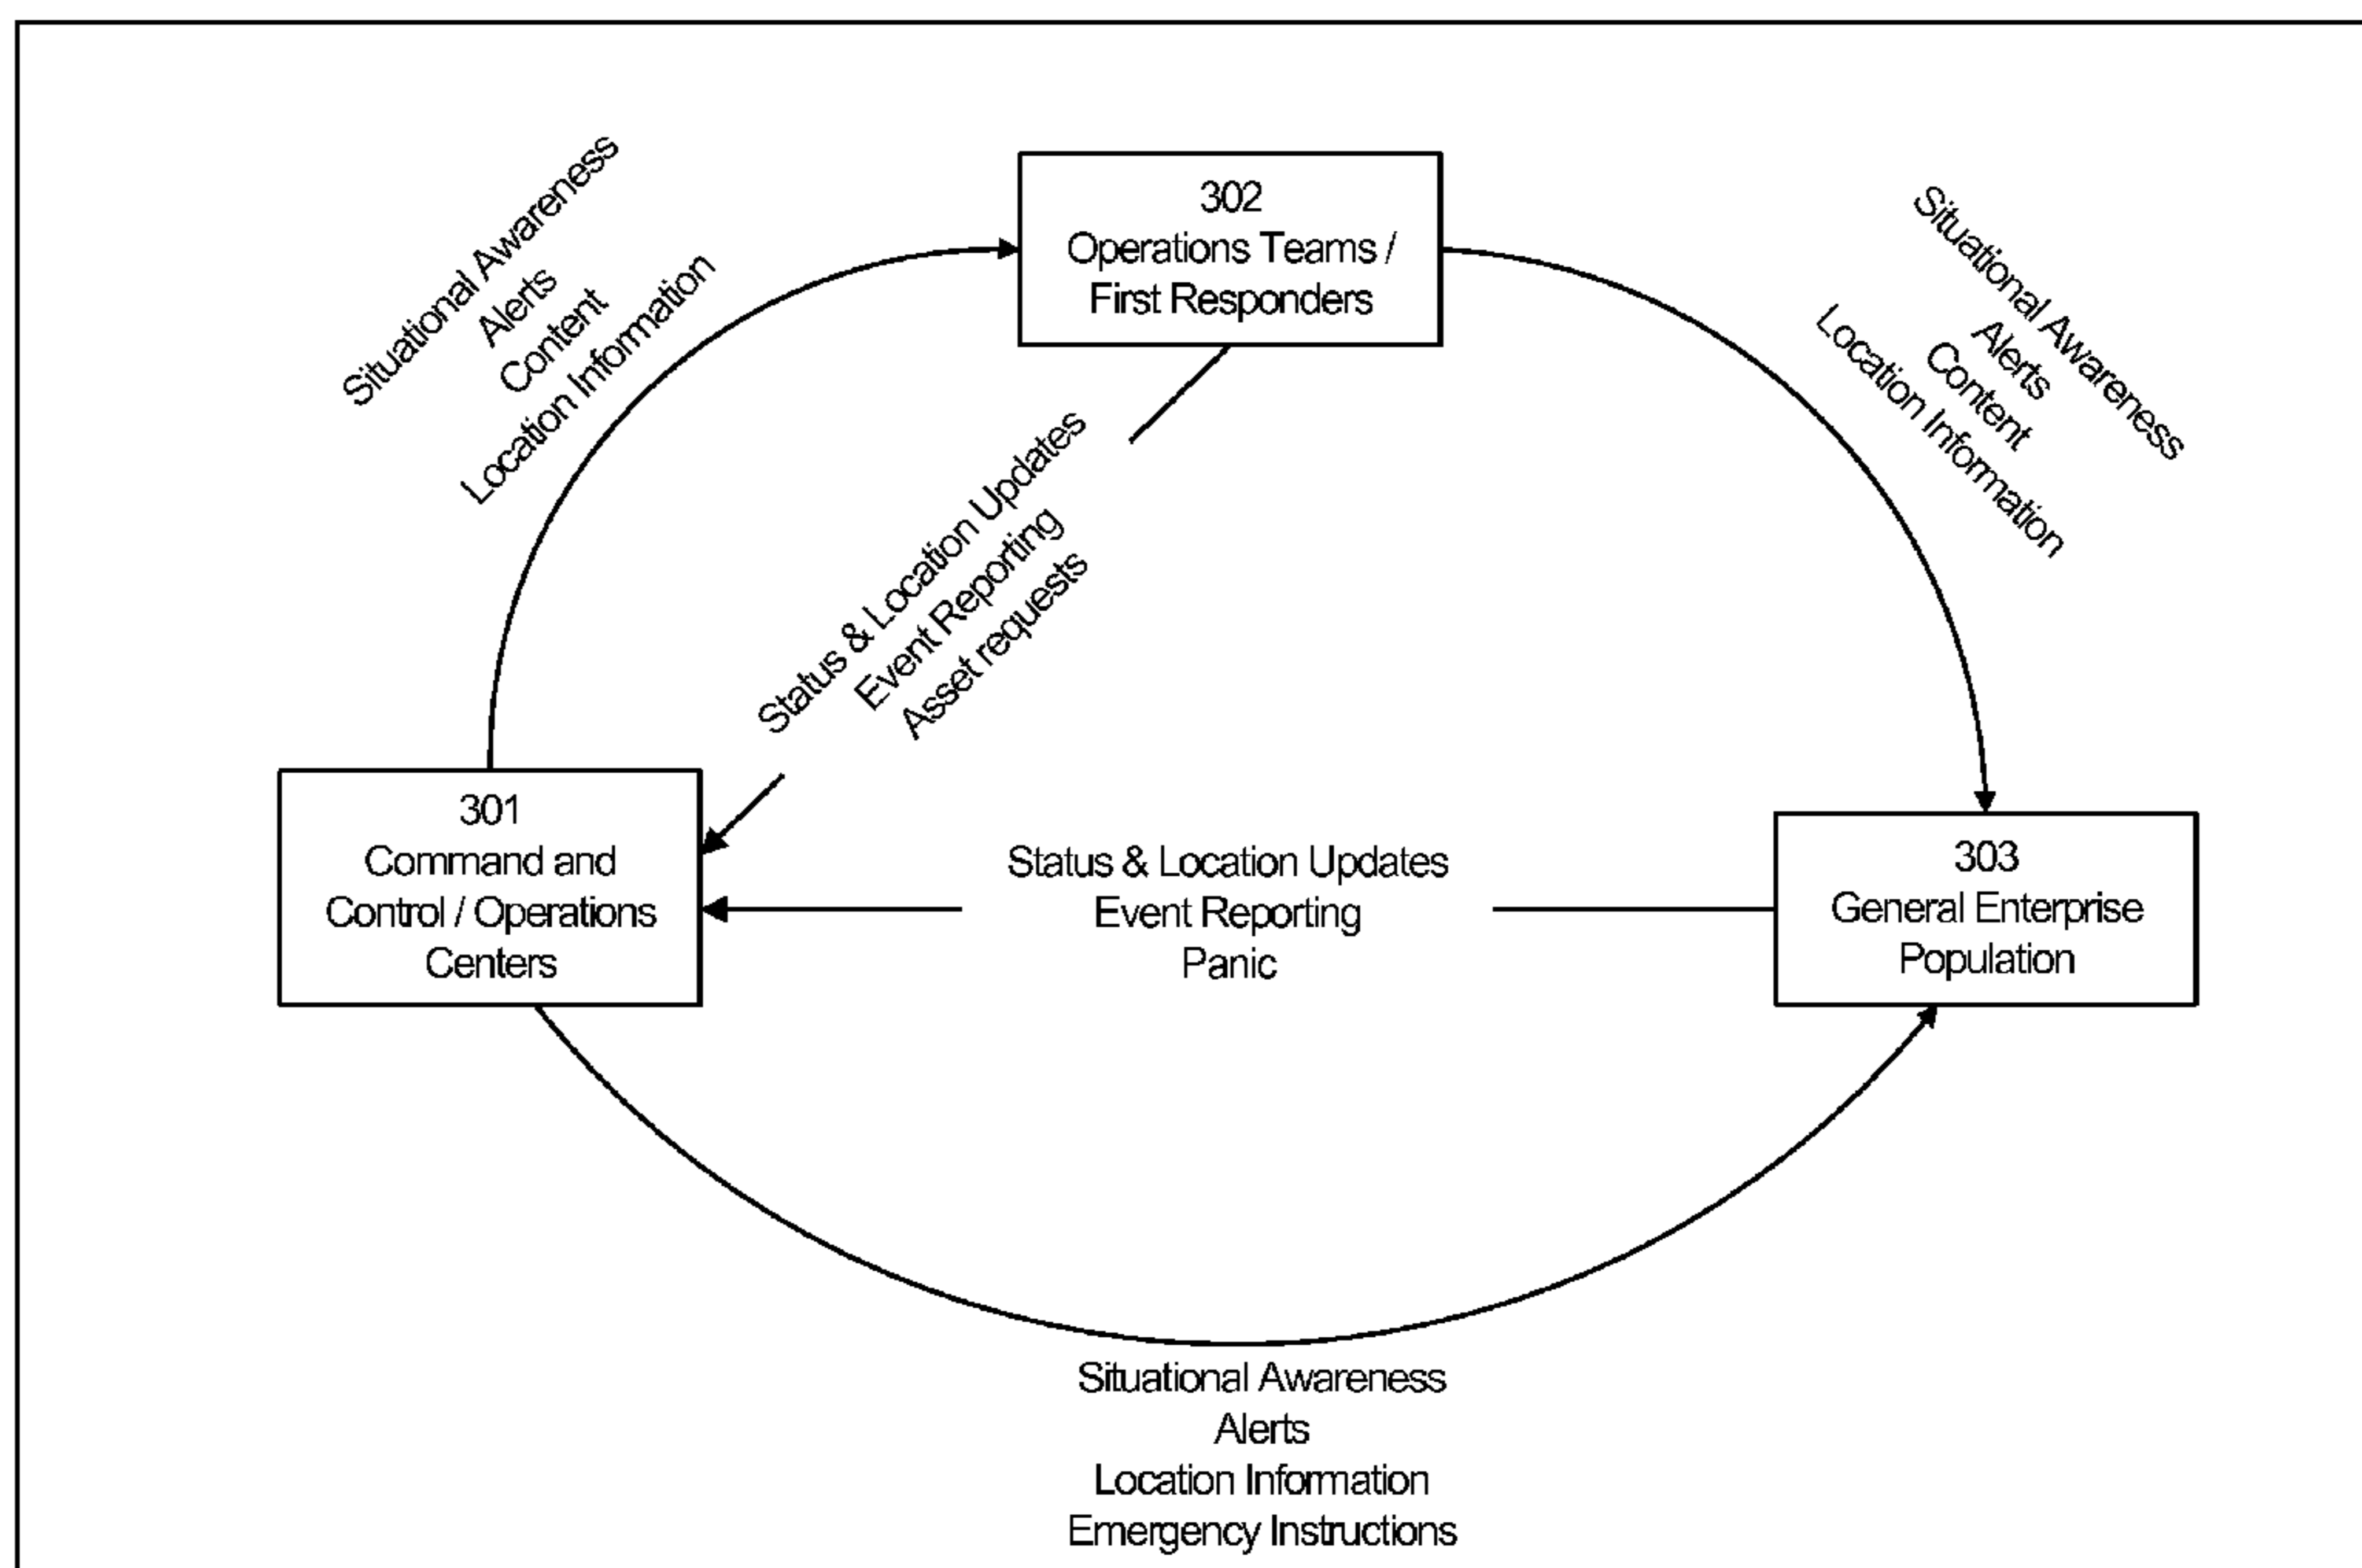 Situational Awareness
Alerts
Content
Location Information
302
Operations Teams /
First Responders
Situational Awareness
Alerts
Content
Location Information
Status & Location Updates
Event Reporting
Asset requests
301
Command and
Control / Operations
Centers
Status & Location Updates
Event Reporting
Panic
303
General Enterprise
Population
Situational Awareness
Alerts
Location Information
Emergency Instructions